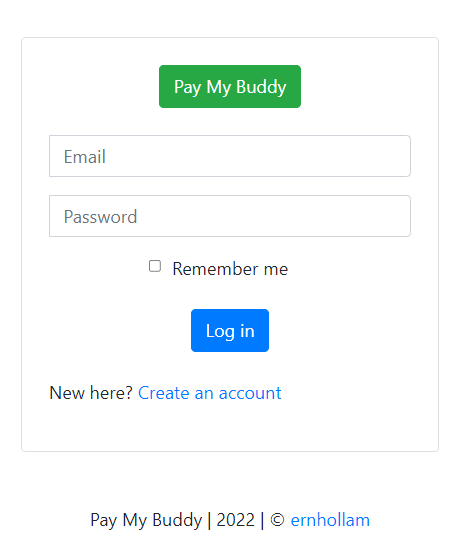 Pay My Buddy
Email
Password
Remember me
Log in
New here? Create an account
Pay My Buddy | 2022 | © ernhollam